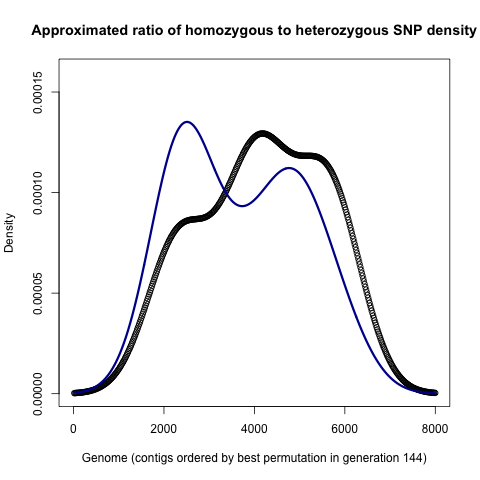 Approximated ratio of homozygous to heterozygous SNP density
0.00015
0.00010
0.00005
0.00000
Density
0 2000 4000 6000 8000
Genome (contigs ordered by best permutation in generation 144)